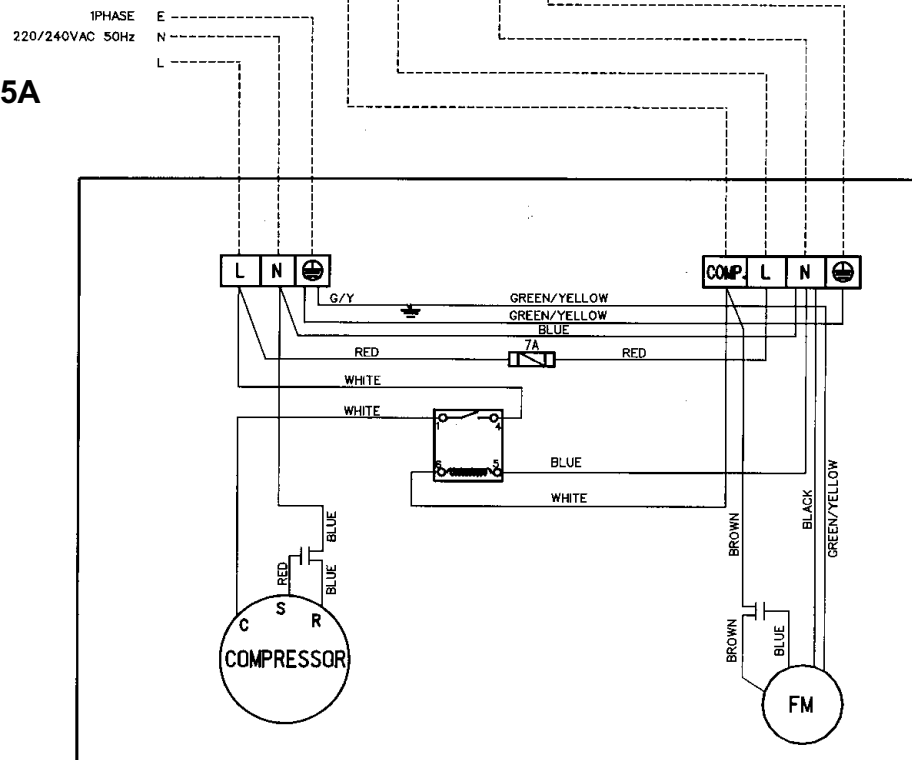 1PHASE E
220/240VAC 50Hz N
L
5A
L N
COMP. L N
G/Y GREEN/YELLOW
GREEN/YELLOW
BLUE
7A
RED RED
WHITE
WHITE
1 4
6 5
BLUE
WHITE
BLUE
RED
BLUE
BROWN
BLACK
GREEN/YELLOW
C S R
COMPRESSOR
BROWN
BLUE
FM